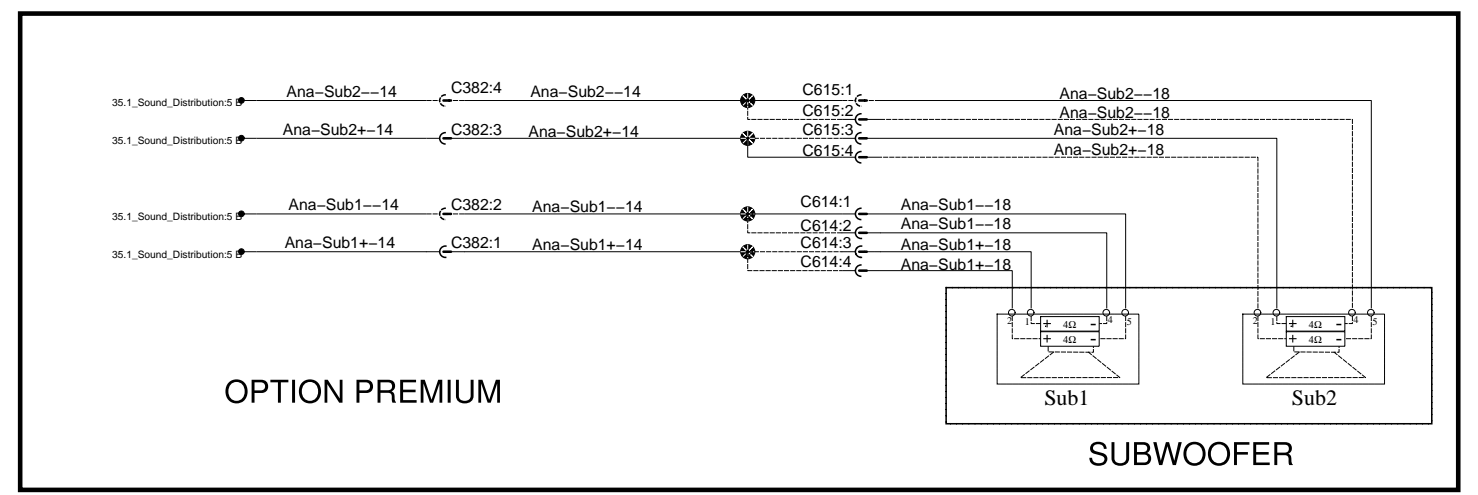 35.1_Sound_Distribution:5 Ana–Sub2––14 C382:4 Ana–Sub2––14 C615:1 Ana–Sub2––18
C615:2 Ana–Sub2––18
35.1_Sound_Distribution:5 Ana–Sub2+–14 C382:3 Ana–Sub2+–14 C615:3 Ana–Sub2+–18
C615:4 Ana–Sub2+–18
35.1_Sound_Distribution:5 Ana–Sub1––14 C382:2 Ana–Sub1––14 C614:1 Ana–Sub1––18
C614:2 Ana–Sub1––18
35.1_Sound_Distribution:5 Ana–Sub1+–14 C382:1 Ana–Sub1+–14 C614:3 Ana–Sub1+–18
C614:4 Ana–Sub1+–18
2 1 + 4Ω - 4 5 2 1 + 4Ω - 4 5
+ 4Ω - + 4Ω -
Sub1 Sub2
OPTION PREMIUM
SUBWOOFER